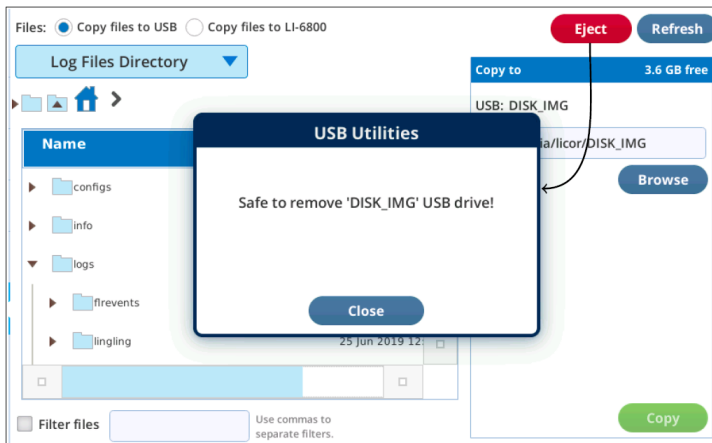 Files: Copy files to USB Copy files to LI-6800
Eject Refresh
Log Files Directory
Copy to 3.6 GB free
USB: DISK_IMG
ia/licor/DISK_IMG
Browse
Name
configs
info
logs
flrevents
lingling
25 Jun 2019 12:
USB Utilities
Safe to remove 'DISK_IMG' USB drive!
Close
Filter files
Use commas to
separate filters.
Copy